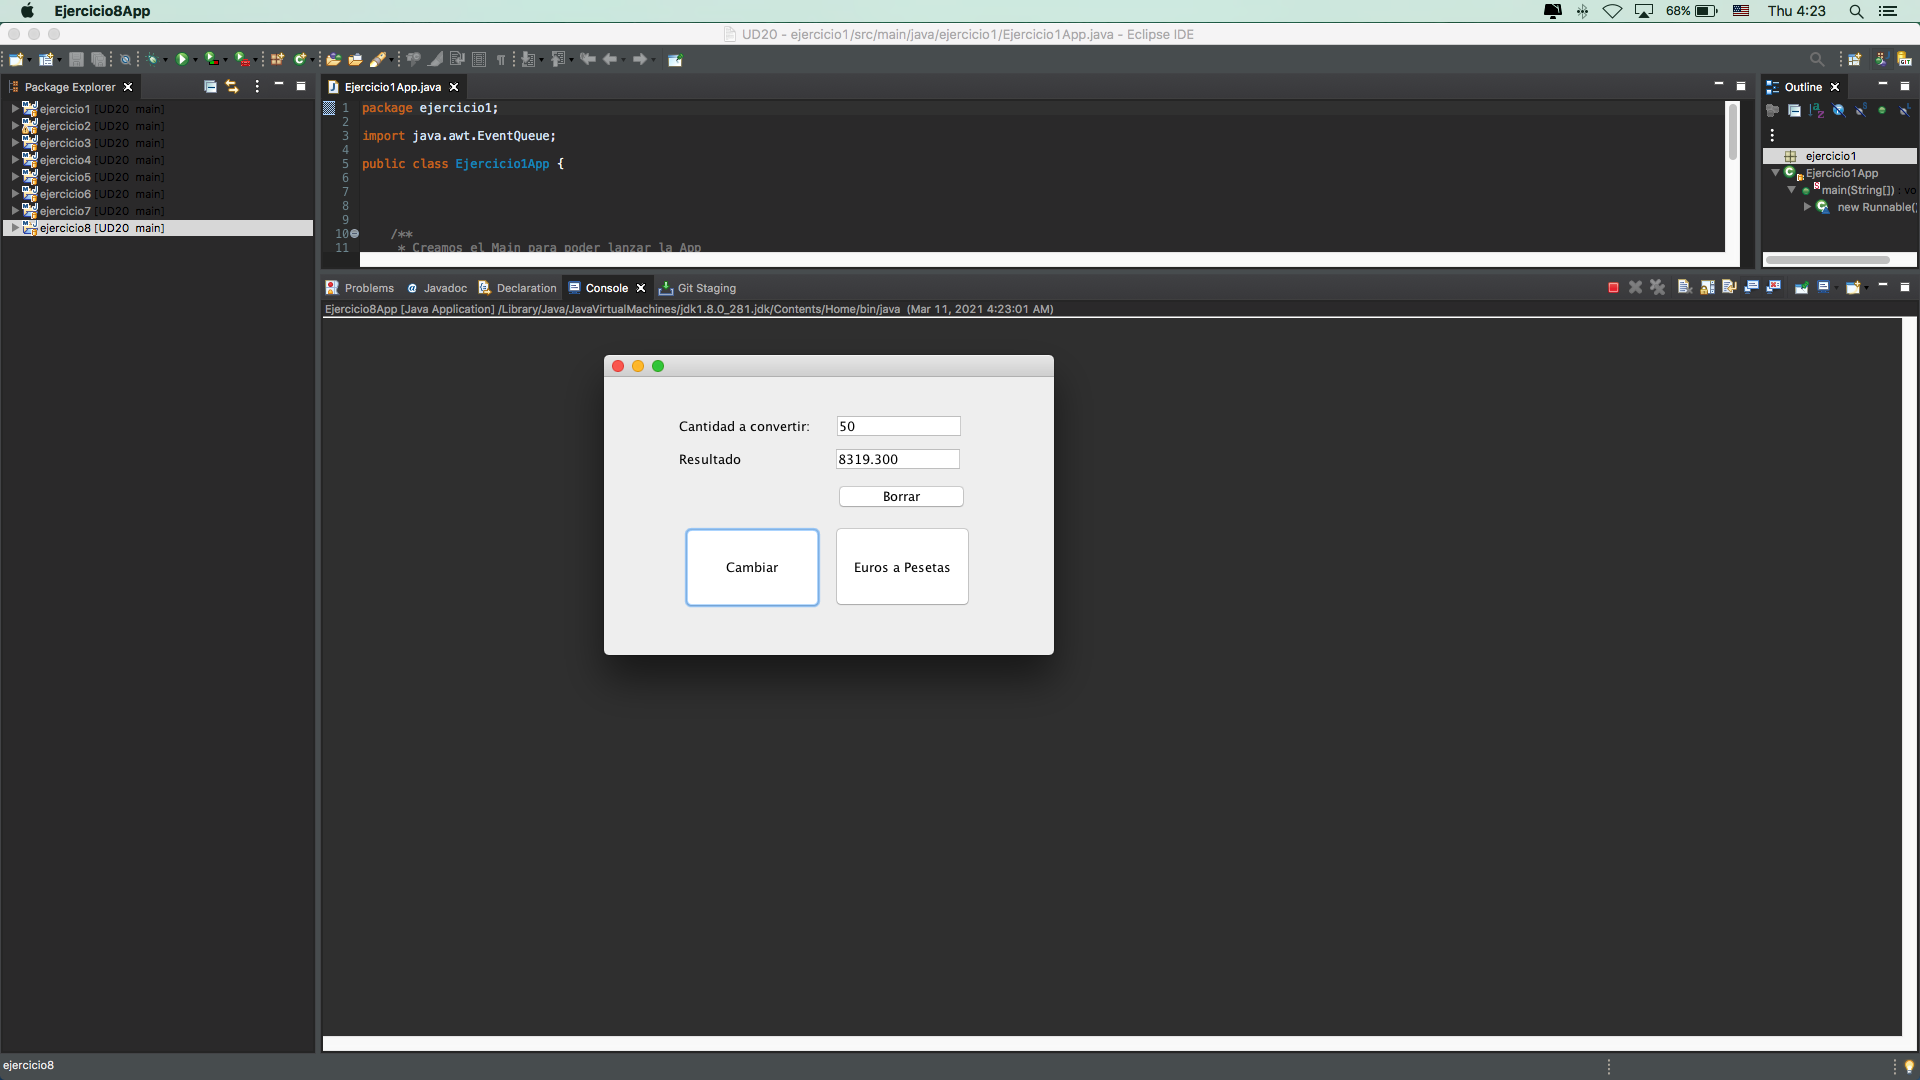 Ejercicio8App
68%
Thu 4:23
UD20 - ejercicio1/src/main/java/ejercicio1/Ejercicio1App.java - Eclipse IDE
Package Explorer
ejercicio1 [UD20 main]
ejercicio2 [UD20 main]
ejercicio3 [UD20 main]
ejercicio4 [UD20 main]
ejercicio5 [UD20 main]
ejercicio6 [UD20 main]
ejercicio7 [UD20 main]
ejercicio8 [UD20 main]
Ejercicio1App.java
1 package ejercicio1;
2
3 import java.awt.EventQueue;
4
5 public class Ejercicio1App {
6
7
8
9
10 /**
11 * Creamos el Main para poder lanzar la App
Outline
ejercicio1
Ejercicio1App
main(String[]) : vo
new Runnable()
Problems
Javadoc
Declaration
Console
Git Staging
Ejercicio8App [Java Application] /Library/Java/JavaVirtualMachines/jdk1.8.0_281.jdk/Contents/Home/bin/java (Mar 11, 2021 4:23:01 AM)
Cantidad a convertir: 50
Resultado 8319.300
Borrar
Cambiar
Euros a Pesetas
ejercicio8